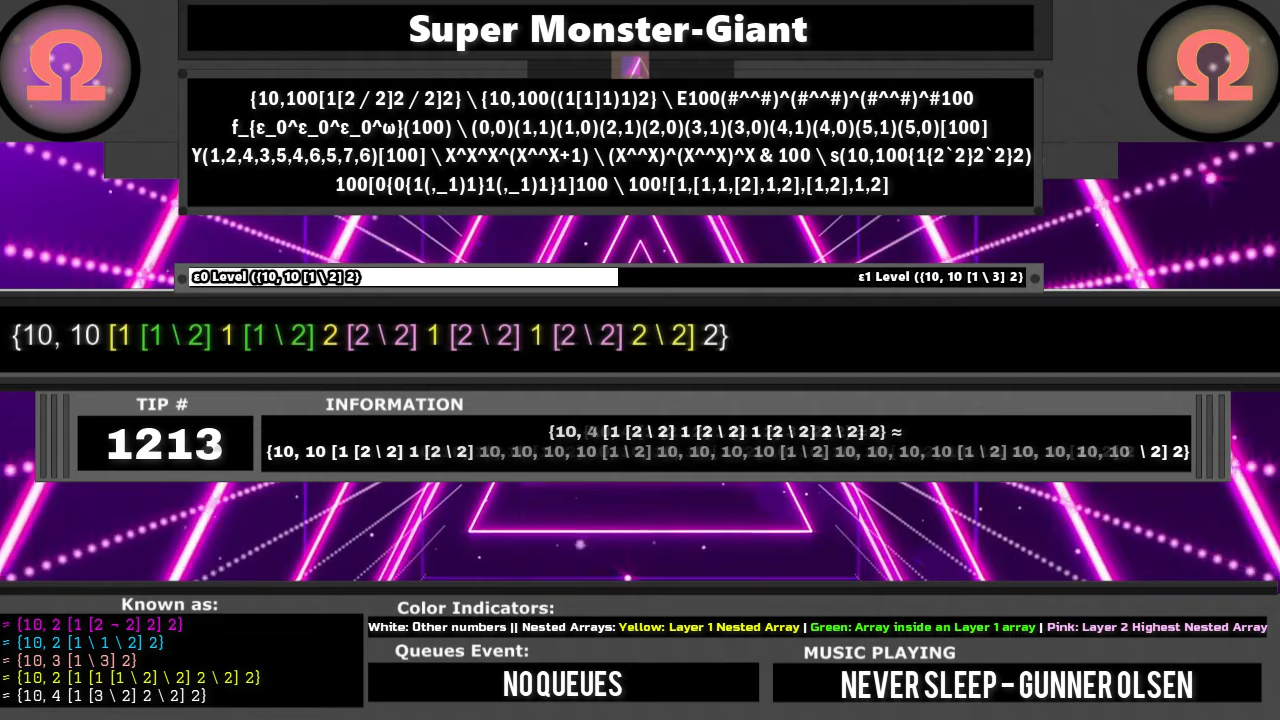 Super Monster-Giant
Ω
Ω
{10,100[1[2 / 2]2 / 2]2} \ {10,100((1[1]1)1)2} \ E100(#^^#)^(#^^#)^(#^^#)^#100
f_{ε_0^ε_0^ε_0^ω}(100) \ (0,0)(1,1)(1,0)(2,1)(2,0)(3,1)(3,0)(4,1)(4,0)(5,1)(5,0)[100]
Y(1,2,4,3,5,4,6,5,7,6)[100] \ X^X^X^(X^^X+1) \ (X^^X)^(X^^X)^X & 100 \ s(10,100{1{2`2}2`2}2)
100[0{0{1(,_1)1}1(,_1)1}1]100 \ 100![1,[1,1,[2],1,2],[1,2],1,2]
ε0 Level ({10, 10 [1 \ 2] 2}
ε1 Level ({10, 10 [1 \ 3] 2}
{10, 10 [1 [1 \ 2] 1 [1 \ 2] 2 [2 \ 2] 1 [2 \ 2] 1 [2 \ 2] 2 \ 2] 2}
TIP #
INFORMATION
1213
{10, 4 [1 [2 \ 2] 1 [2 \ 2] 1 [2 \ 2] 2 \ 2] 2} ≈
{10, 10 [1 [2 \ 2] 1 [2 \ 2] 10, 10, 10, 10 [1 \ 2] 10, 10, 10, 10 [1 \ 2] 10, 10, 10, 10 [1 \ 2] 10, 10, 10, 10 \ 2] 2}
Known as:
≈ {10, 2 [1 [2 ¬ 2] 2] 2}
≈ {10, 2 [1 \ 1 \ 2] 2}
≈ {10, 3 [1 \ 3] 2}
≈ {10, 2 [1 [1 [1 \ 2] \ 2] 2 \ 2] 2}
≈ {10, 4 [1 [3 \ 2] 2 \ 2] 2}
Color Indicators:
White: Other numbers || Nested Arrays: Yellow: Layer 1 Nested Array | Green: Array inside an Layer 1 array | Pink: Layer 2 Highest Nested Array
Queues Event:
NO QUEUES
MUSIC PLAYING
NEVER SLEEP – GUNNER OLSEN